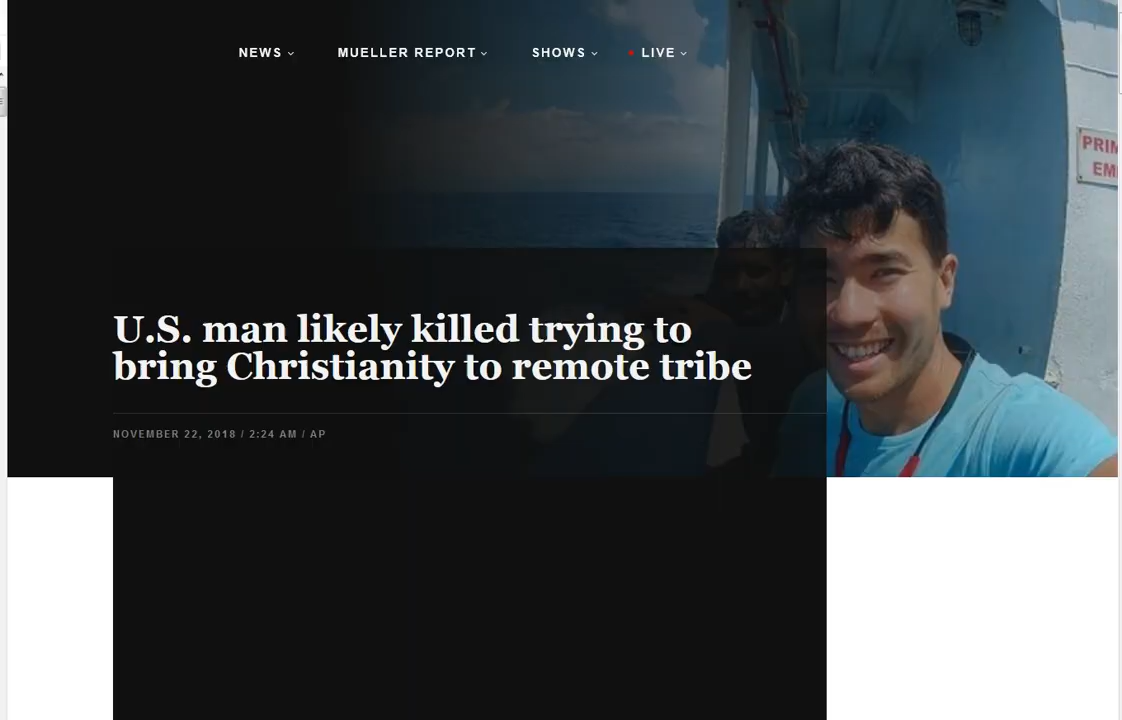 NEWS MUELLER REPORT SHOWS LIVE
PRIM
EM
U.S. man likely killed trying to
bring Christianity to remote tribe
NOVEMBER 22, 2018 / 2:24 AM / AP